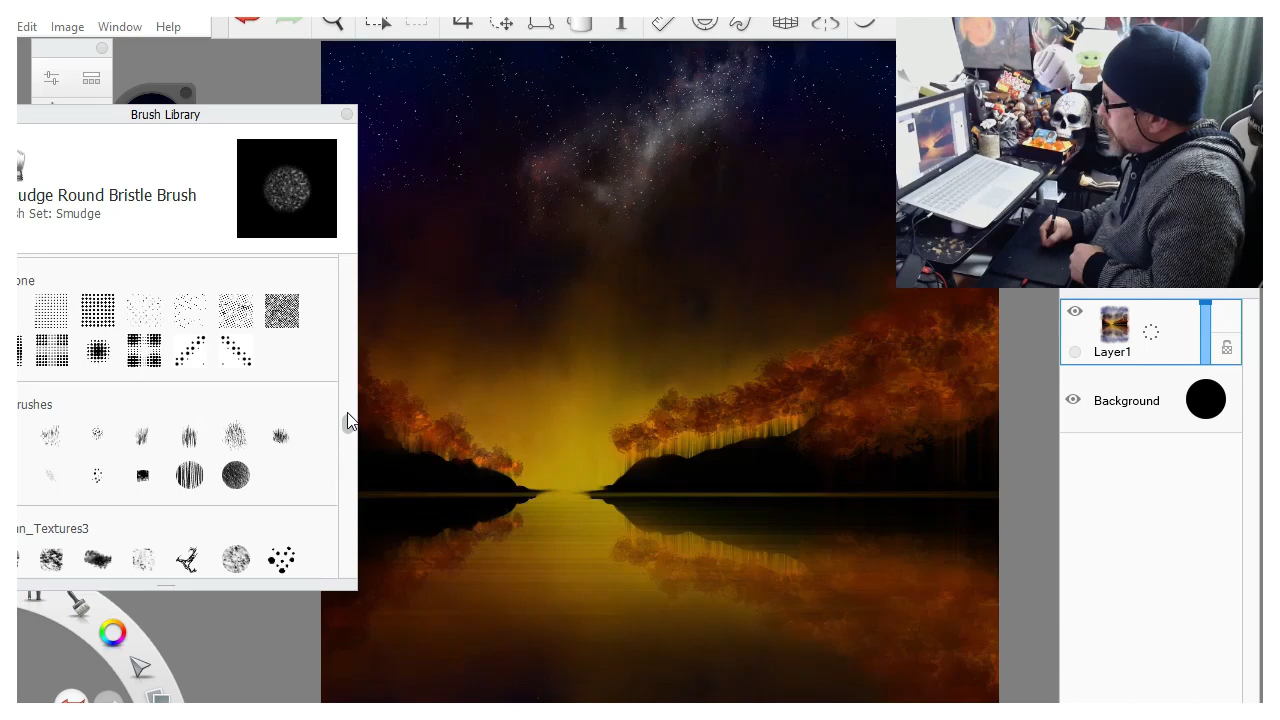 Edit Image Window Help
Brush Library
udge Round Bristle Brush
h Set: Smudge
one
rushes
n_Textures3
Layer1
Background